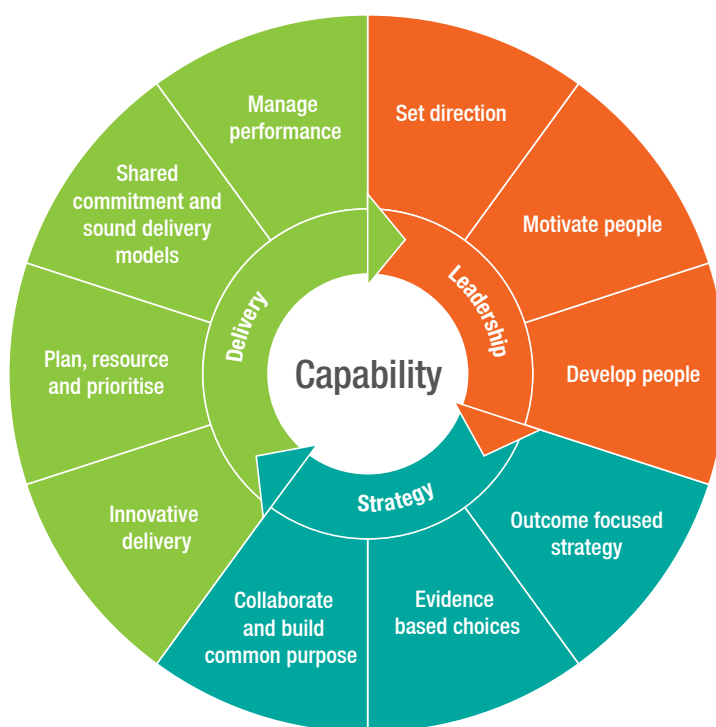 Manage
performance
Set direction
Shared
commitment and
sound delivery
models
Motivate people
Delivery
Leadership
Plan, resource
and prioritise
Capability
Develop people
Innovative
delivery
Strategy
Outcome focused
strategy
Collaborate
and build
common purpose
Evidence
based choices